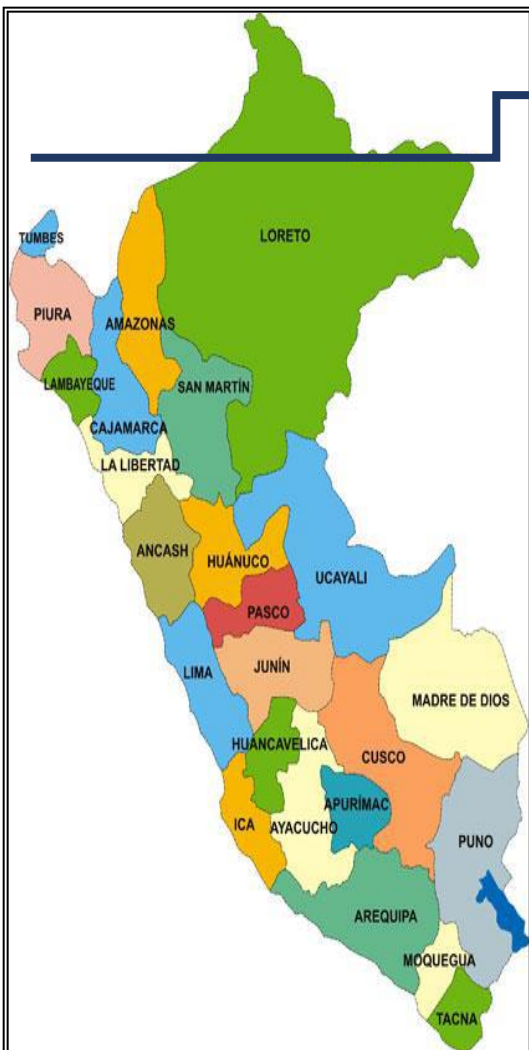 LORETO
TUMBES
PIURA
AMAZONAS
LAMBAYEQUE
SAN MARTÍN
CAJAMARCA
LA LIBERTAD
ANCASH
HUÁNUCO
UCAYALI
PASCO
LIMA
JUNÍN
MADRE DE DIOS
HUANCAVELICA
CUSCO
APURÍMAC
ICA
AYACUCHO
PUNO
AREQUIPA
MOQUEGUA
TACNA